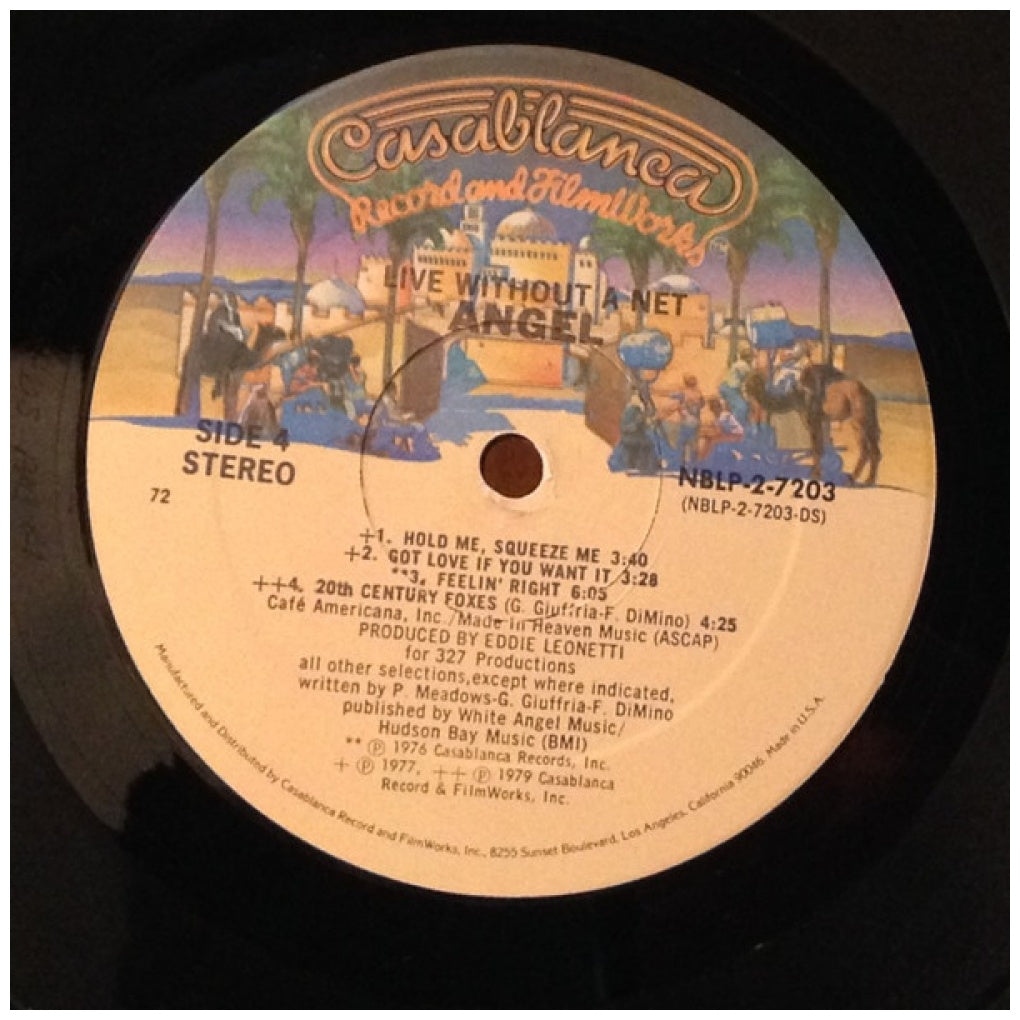 Casablanca
Record and FilmWorks
TM
LIVE WITHOUT A NET
ANGEL
SIDE 4
STEREO
72
NBLP-2-7203
(NBLP-2-7203-DS)
+1. HOLD ME, SQUEEZE ME 3:40
+2. GOT LOVE IF YOU WANT IT 3:28
**3. FEELIN' RIGHT 6:05
++4. 20th CENTURY FOXES (G. Giuffria-F. DiMino) 4:25
Café Americana, Inc./Made in Heaven Music (ASCAP)
PRODUCED BY EDDIE LEONETTI
for 327 Productions
all other selections,except where indicated,
written by P. Meadows-G. Giuffria-F. DiMino
published by White Angel Music/
Hudson Bay Music (BMI)
** Ⓟ 1976 Casablanca Records, Inc.
+ Ⓟ 1977, ++ Ⓟ 1979 Casablanca
Record & FilmWorks, Inc.
Manufactured and Distributed by Casablanca Record and FilmWorks, Inc., 8255 Sunset Boulevard, Los Angeles, California 90046, Made in U.S.A.